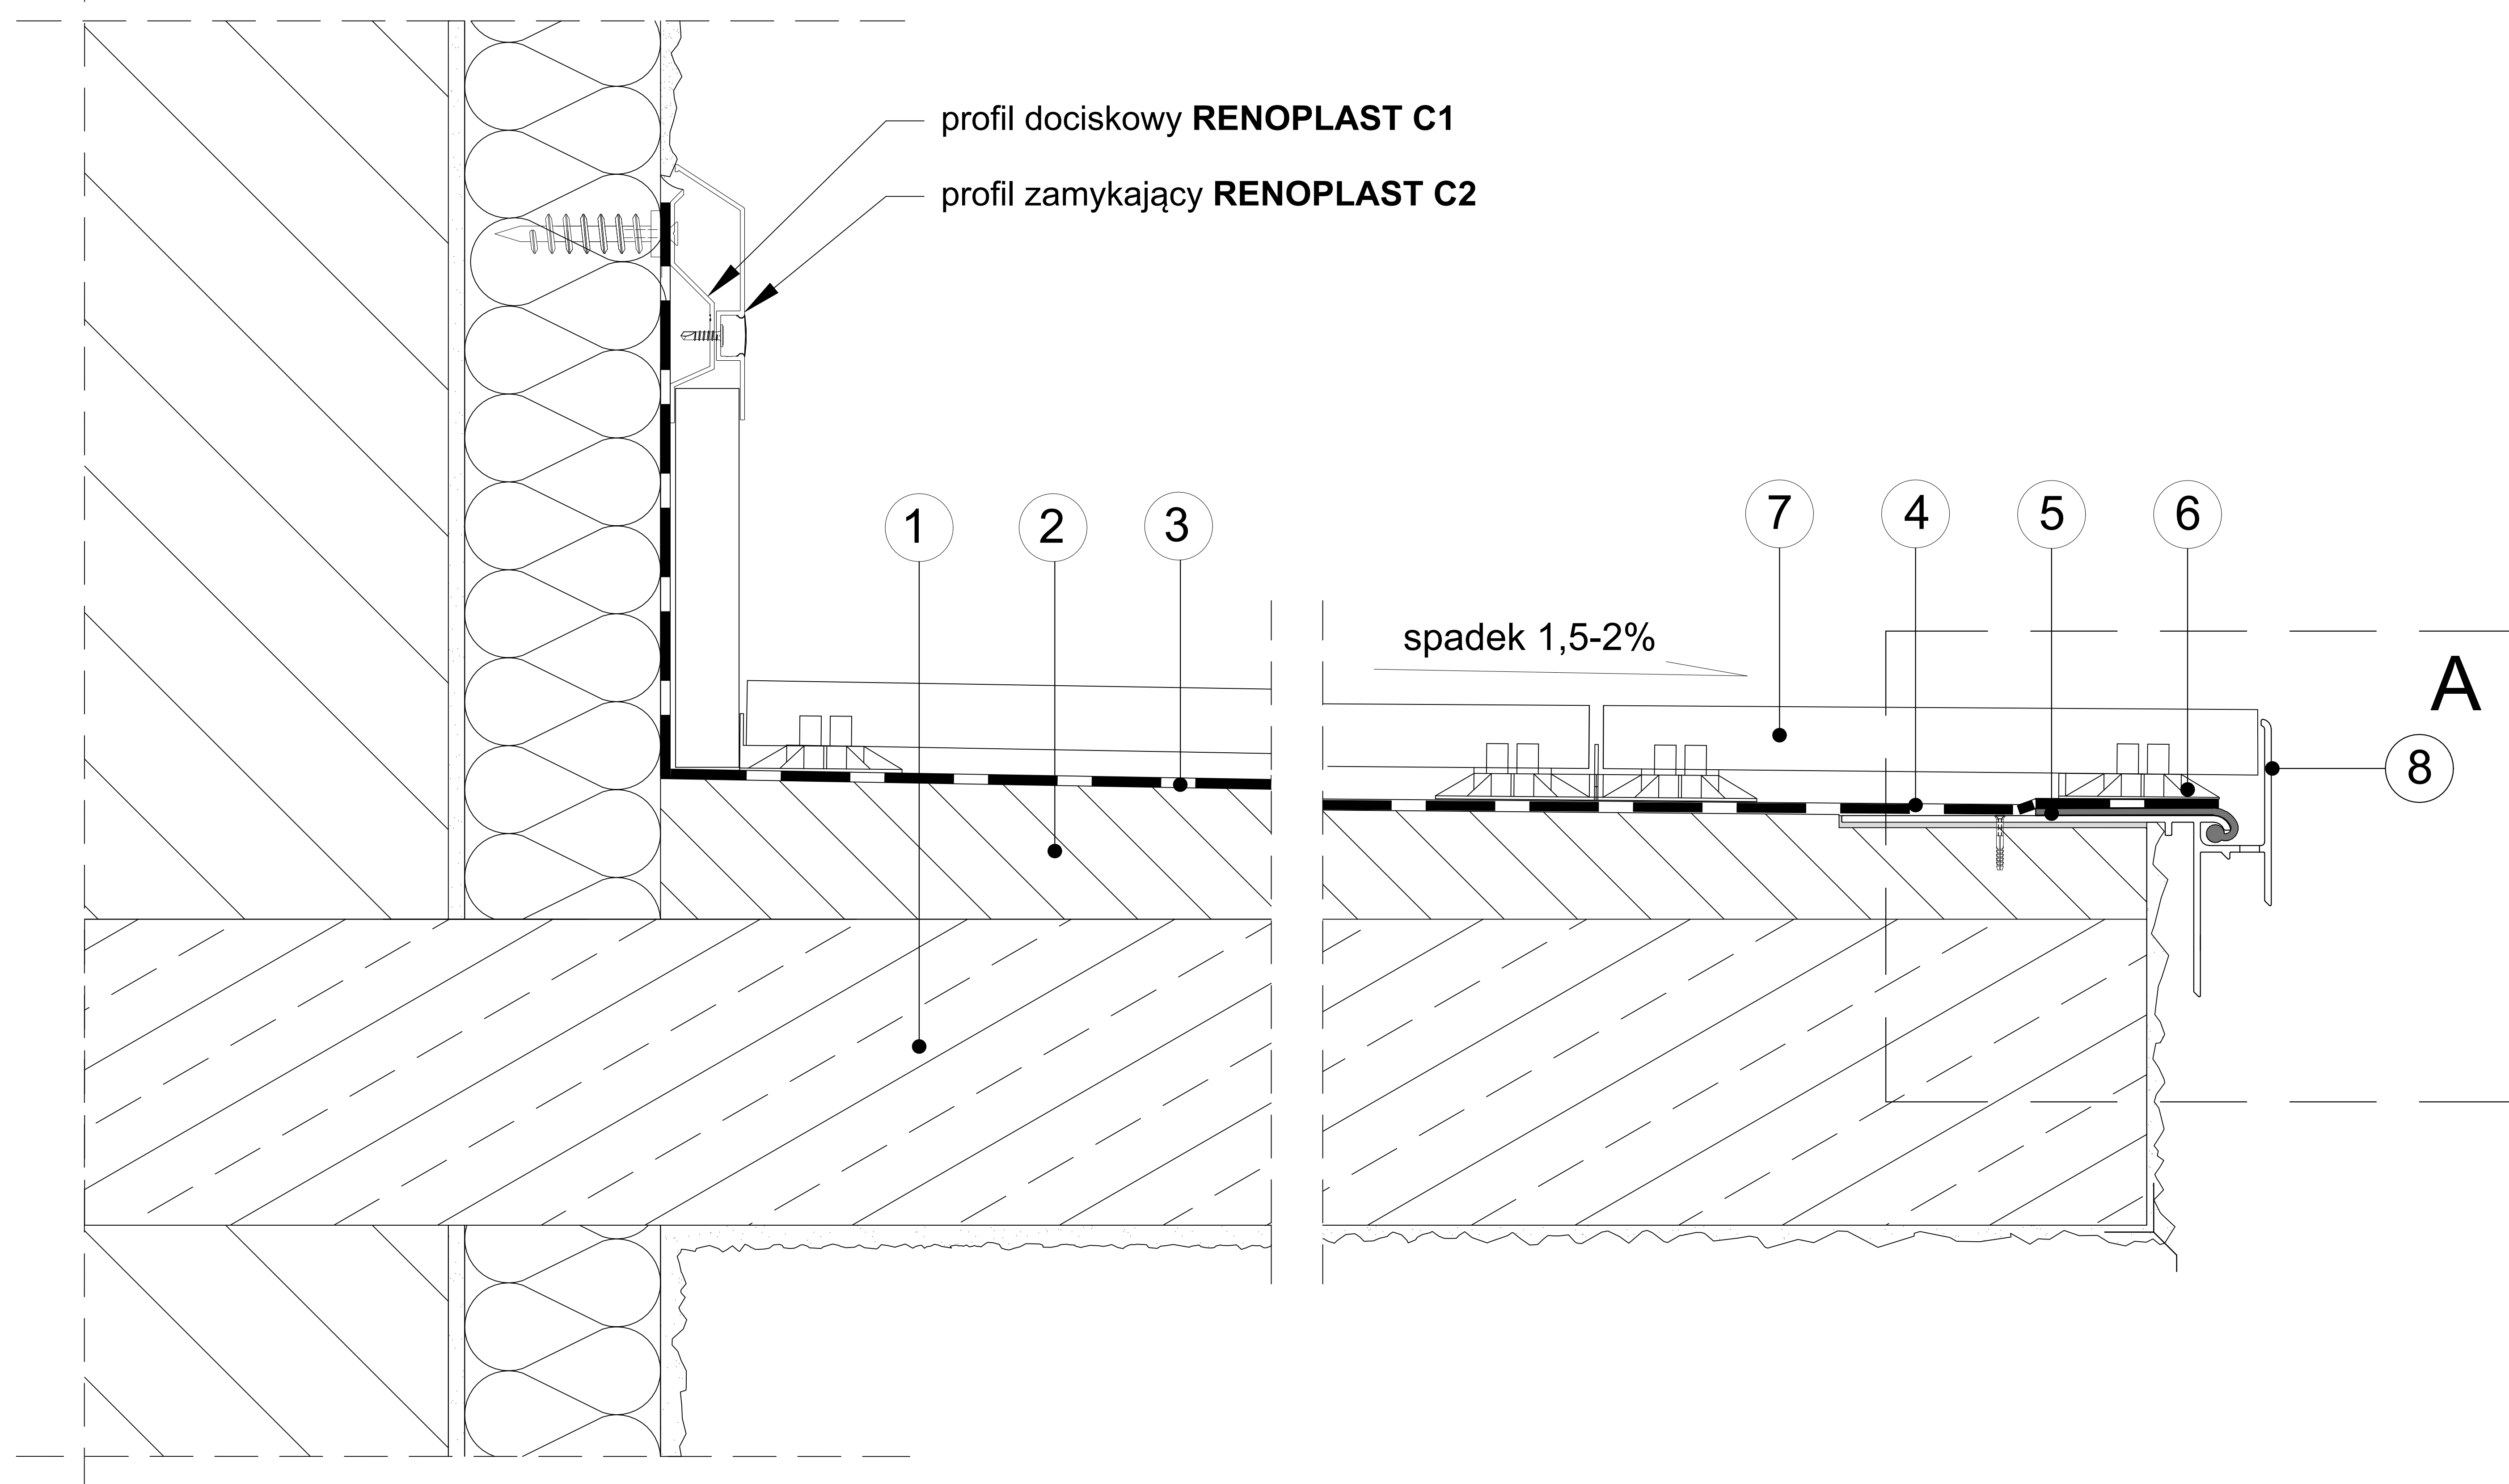 profil dociskowy RENOPLAST C1
profil zamykający RENOPLAST C2
1 2 3 7 4 5 6
spadek 1,5-2%
A
8